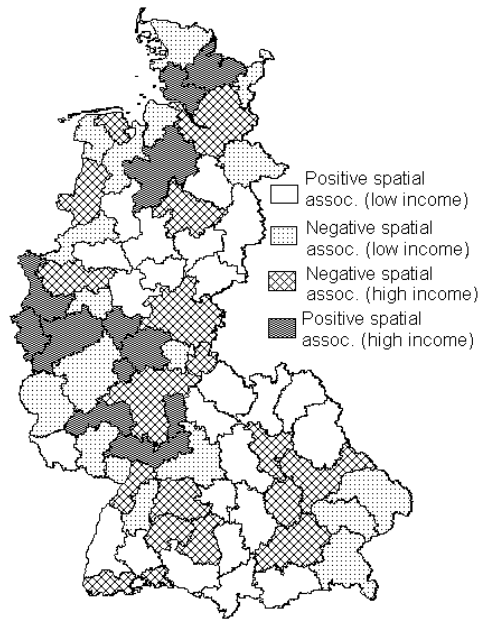 Positive spatial
assoc. (low income)
Negative spatial
assoc. (low income)
Negative spatial
assoc. (high income)
Positive spatial
assoc. (high income)